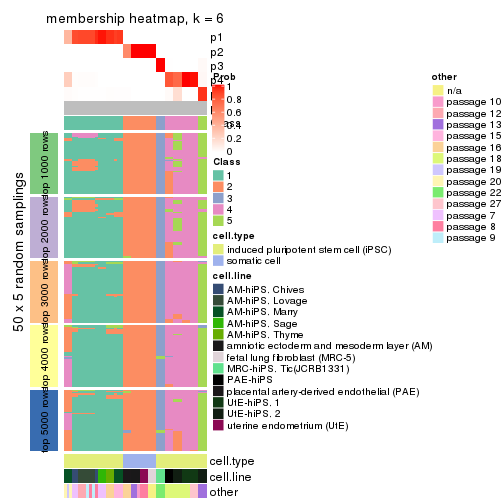 membership heatmap, k = 6
p1
p2
p3
p4
Prob
1
0.8
0.6
0.4
0.2
0
Class
1
2
3
4
5
cell.type
induced pluripotent stem cell (iPSC)
somatic cell
cell.line
AM-hiPS. Chives
AM-hiPS. Lovage
AM-hiPS. Marry
AM-hiPS. Sage
AM-hiPS. Thyme
amniotic ectoderm and mesoderm layer (AM)
fetal lung fibroblast (MRC-5)
MRC-hiPS. Tic(JCRB1331)
PAE-hiPS
placental artery-derived endothelial (PAE)
UtE-hiPS. 1
UtE-hiPS. 2
uterine endometrium (UtE)
other
n/a
passage 10
passage 12
passage 13
passage 15
passage 16
passage 18
passage 19
passage 20
passage 22
passage 27
passage 7
passage 8
passage 9
50 x 5 random samplings
top 1000 rows
top 2000 rows
top 3000 rows
top 4000 rows
top 5000 rows
cell.type
cell.line
other